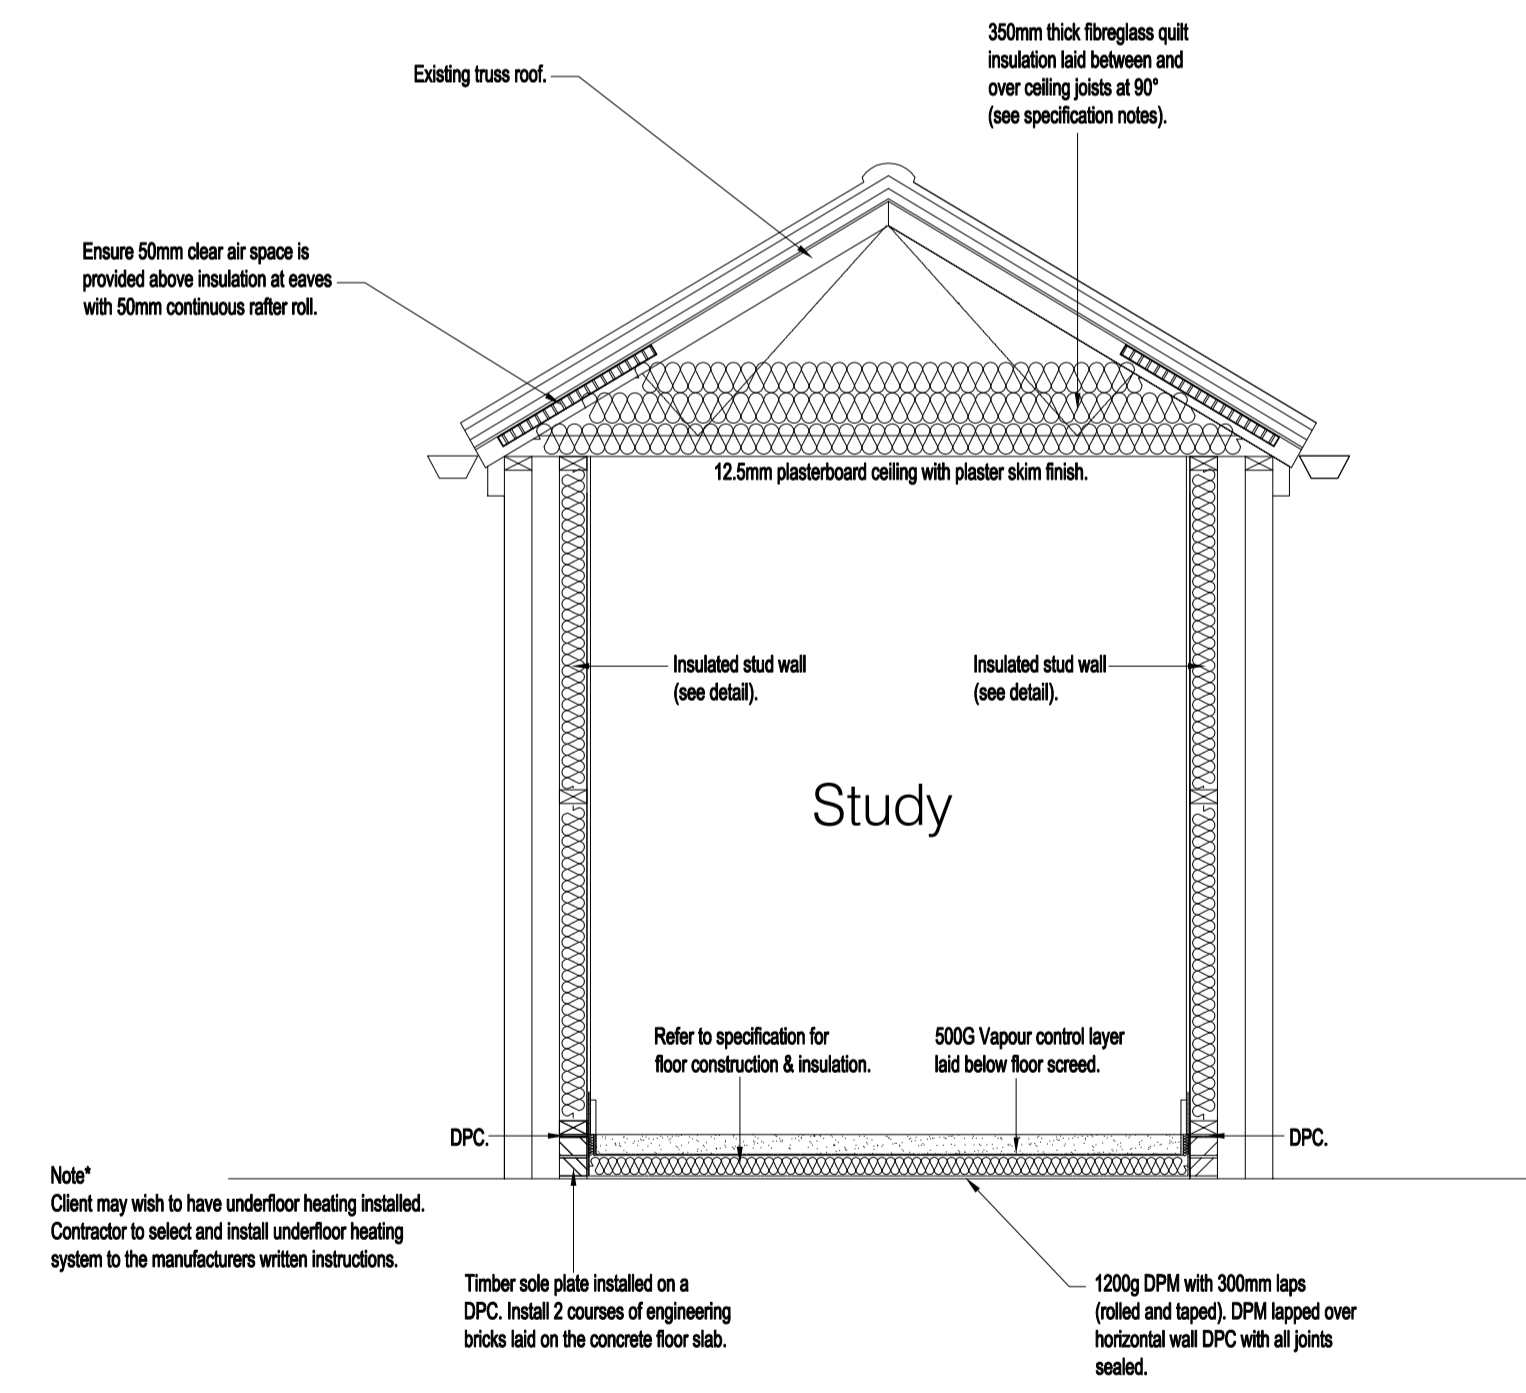 Existing truss roof.
350mm thick fibreglass quilt
insulation laid between and
over ceiling joists at 90°
(see specification notes).
Ensure 50mm clear air space is
provided above insulation at eaves
with 50mm continuous rafter roll.
12.5mm plasterboard ceiling with plaster skim finish.
Insulated stud wall
(see detail).
Insulated stud wall
(see detail).
Study
Refer to specification for
floor construction & insulation.
500G Vapour control layer
laid below floor screed.
DPC.
DPC.
Note*
Client may wish to have underfloor heating installed.
Contractor to select and install underfloor heating
system to the manufacturers written instructions.
Timber sole plate installed on a
DPC. Install 2 courses of engineering
bricks laid on the concrete floor slab.
1200g DPM with 300mm laps
(rolled and taped). DPM lapped over
horizontal wall DPC with all joints
sealed.